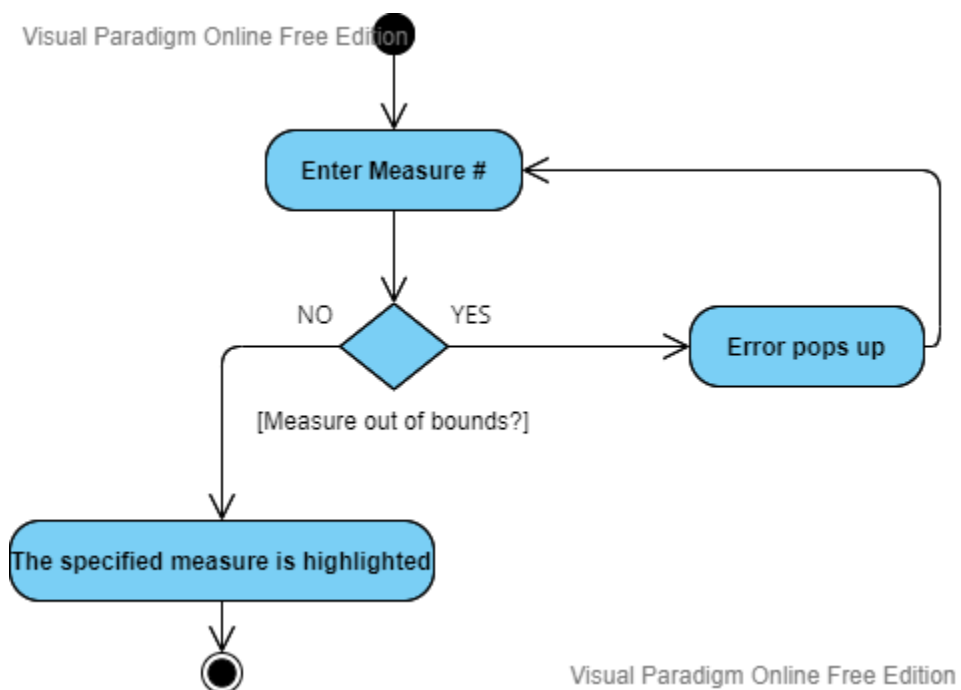 Visual Paradigm Online Free Edition
Enter Measure #
NO
YES
Error pops up
[Measure out of bounds?]
The specified measure is highlighted
Visual Paradigm Online Free Edition